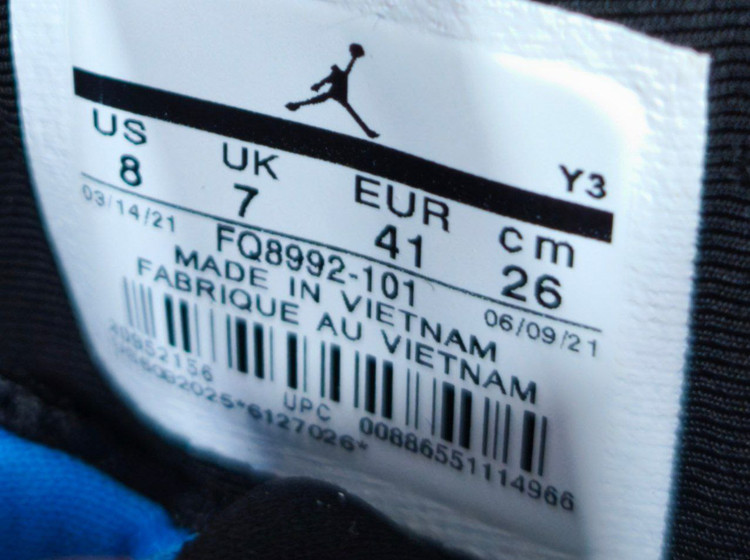 Y3
US UK EUR cm
8 7 41 26
03/14/21 FQ8992-101 06/09/21
MADE IN VIETNAM
FABRIQUE AU VIETNAM
UPC 00886551114966